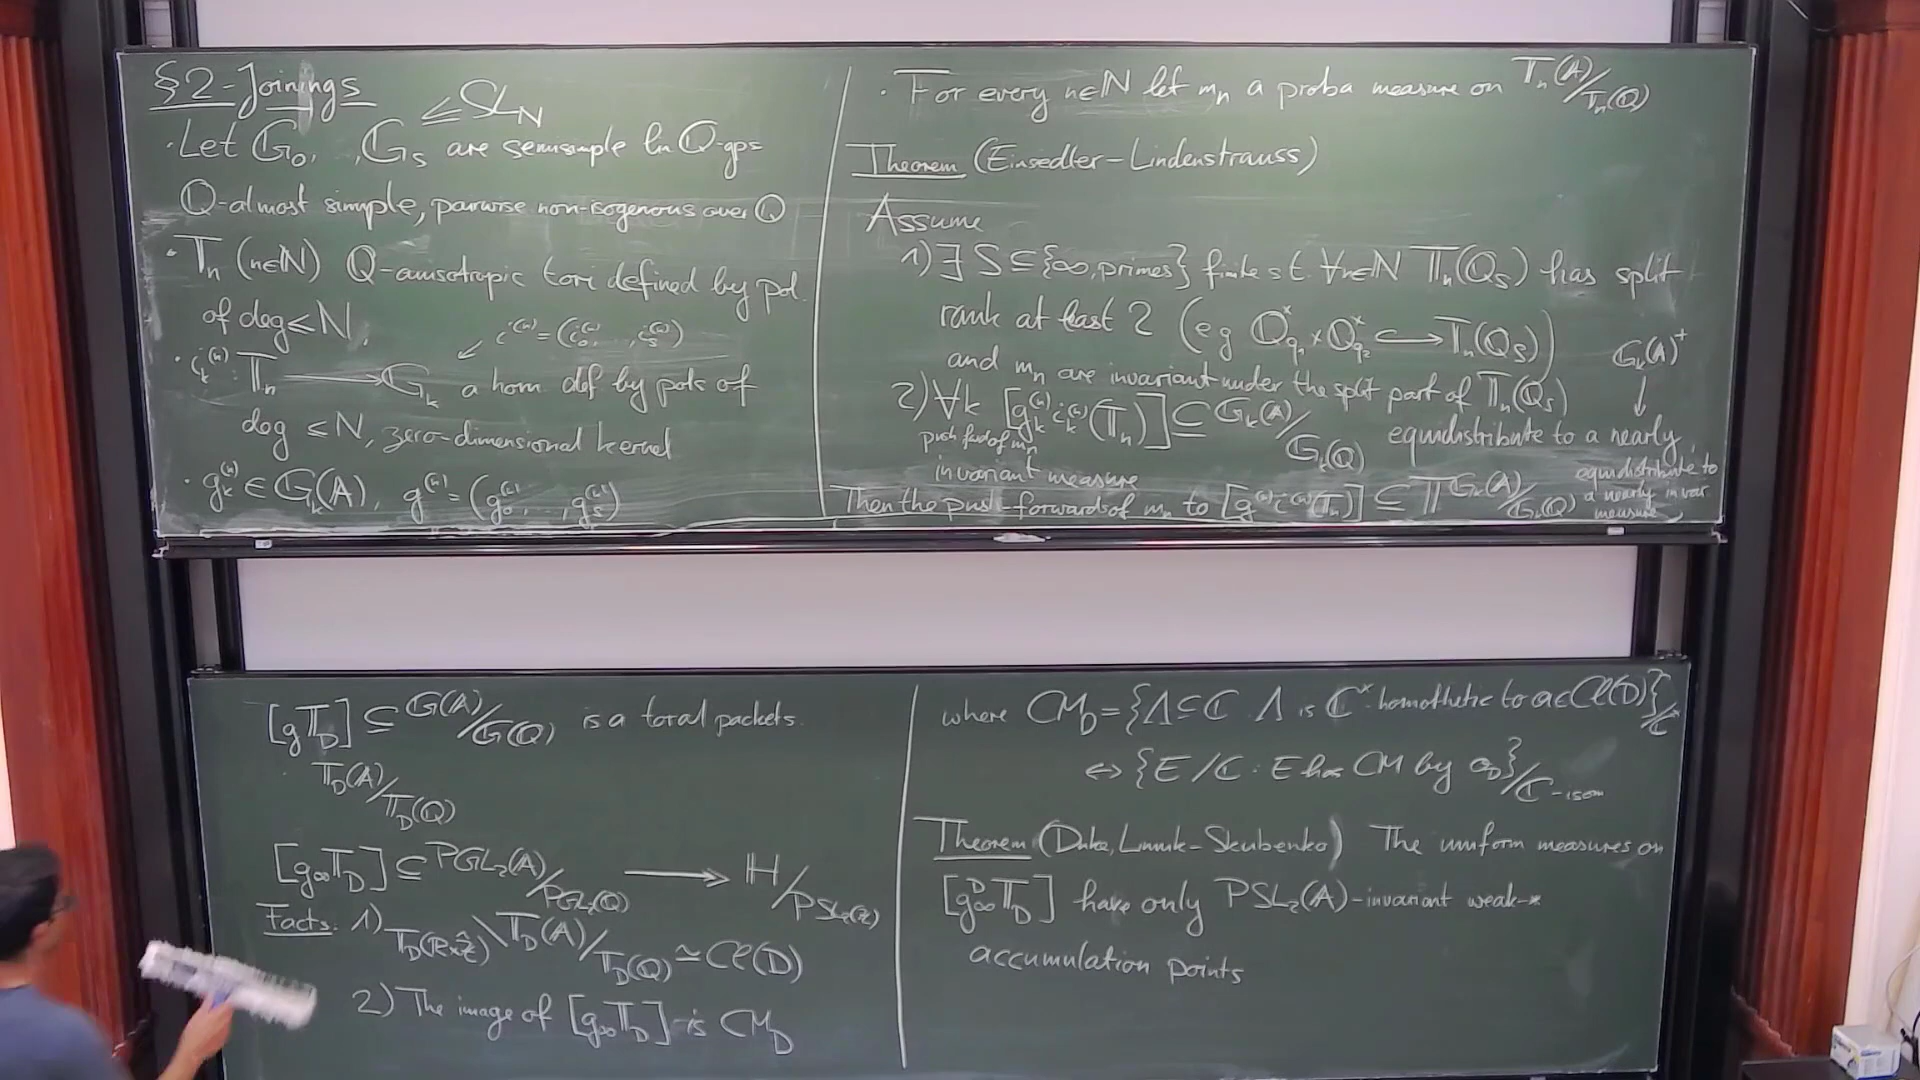 §2-Joinings
≤ SL_N
· Let G_0, , G_s are semisimple lin Q-gps
Q-almost simple, pairwise non-isogenous over Q
· T_n (n∈N) Q-anisotropic tori defined by pol.
of deg ≤ N,
i^(n) = (i_0^(n), , i_s^(n))
· i_k^(n): T_n → G_k a hom def by pols of
deg ≤ N, zero-dimensional kernel
· g_k^(n) ∈ G_k(A), g^(n) = (g_0^(n), , g_s^(n))
· For every n∈N let m_n a proba measure on T_n(A)/T_n(Q)
Theorem (Einsedler-Lindenstrauss)
Assume
1) ∃ S ⊆ {∞, primes} finite s.t. ∀n∈N T_n(Q_S) has split
rank at least 2 (eg Q_{q_1}^× × Q_{q_2}^× ↪ T_n(Q_S))
and m_n are invariant under the split part of T_n(Q_S)
G_k(A)^+
↓
2) ∀k [g_k^(n) i_k^(n)(T_n)] ⊆ G_k(A)/G_k(Q) equidistribute to a nearly
push fwd of m_n
invariant measure
Then the push-forwards of m_n to [g^(n) i^(n)(T_n)] ⊆ ∏ G_k(A)/G_k(Q)
equidistribute to
a nearly invar
measure
[gT_D] ⊆ G(A)/G(Q) is a toral packets.
T_D(A)/T_D(Q)
[g_∞T_D] ⊆ PGL_2(A)/PGL_2(Q) → H/PSL_2(Z)
Facts: 1) T_D(R×Ẑ)\T_D(A)/T_D(Q) ≃ Cl(D)
2) The image of [g_∞T_D] is CM_D
where CM_D = {Λ⊆C Λ is C^× homothetic to a∈Cl(D)}/C^×
↔ {E/C : E has CM by O_D}/C-isom
Theorem (Duke, Linnik-Skubenko) The uniform measures on
[g_∞^D T_D] have only PSL_2(A)-invariant weak-*
accumulation points